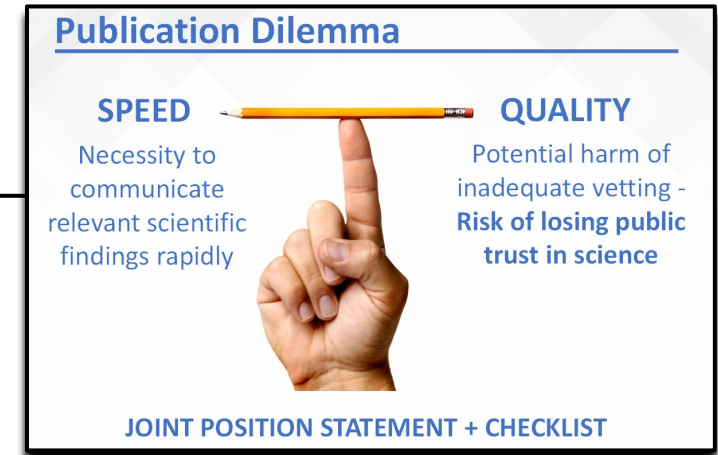 Publication Dilemma
SPEED
Necessity to
communicate
relevant scientific
findings rapidly
QUALITY
Potential harm of
inadequate vetting -
Risk of losing public
trust in science
JOINT POSITION STATEMENT + CHECKLIST